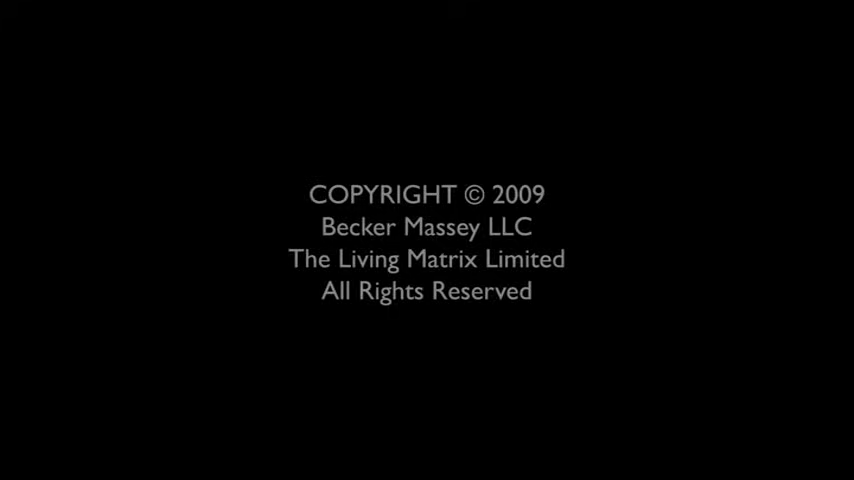 COPYRIGHT © 2009
Becker Massey LLC
The Living Matrix Limited
All Rights Reserved